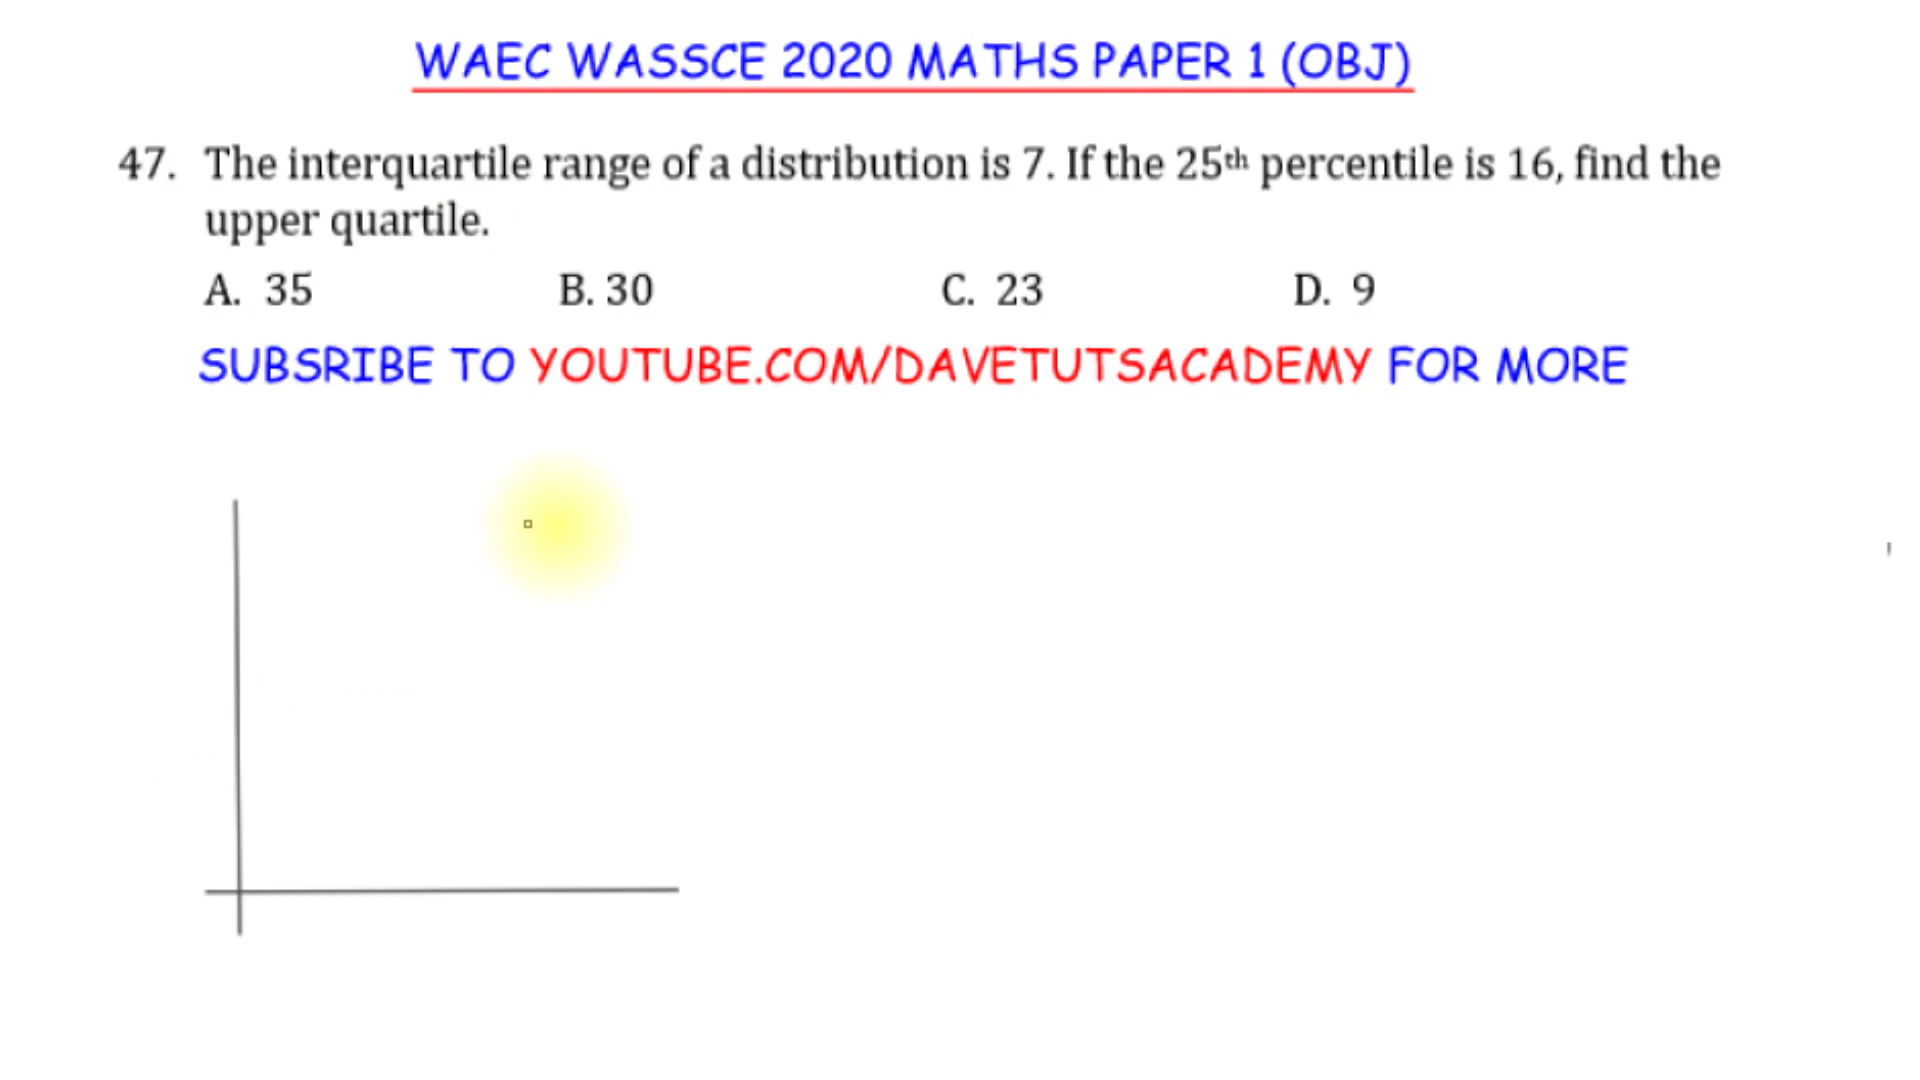 WAEC WASSCE 2020 MATHS PAPER 1 (OBJ)
47. The interquartile range of a distribution is 7. If the 25th percentile is 16, find the
upper quartile.
A. 35 B. 30 C. 23 D. 9
SUBSRIBE TO YOUTUBE.COM/DAVETUTSACADEMY FOR MORE